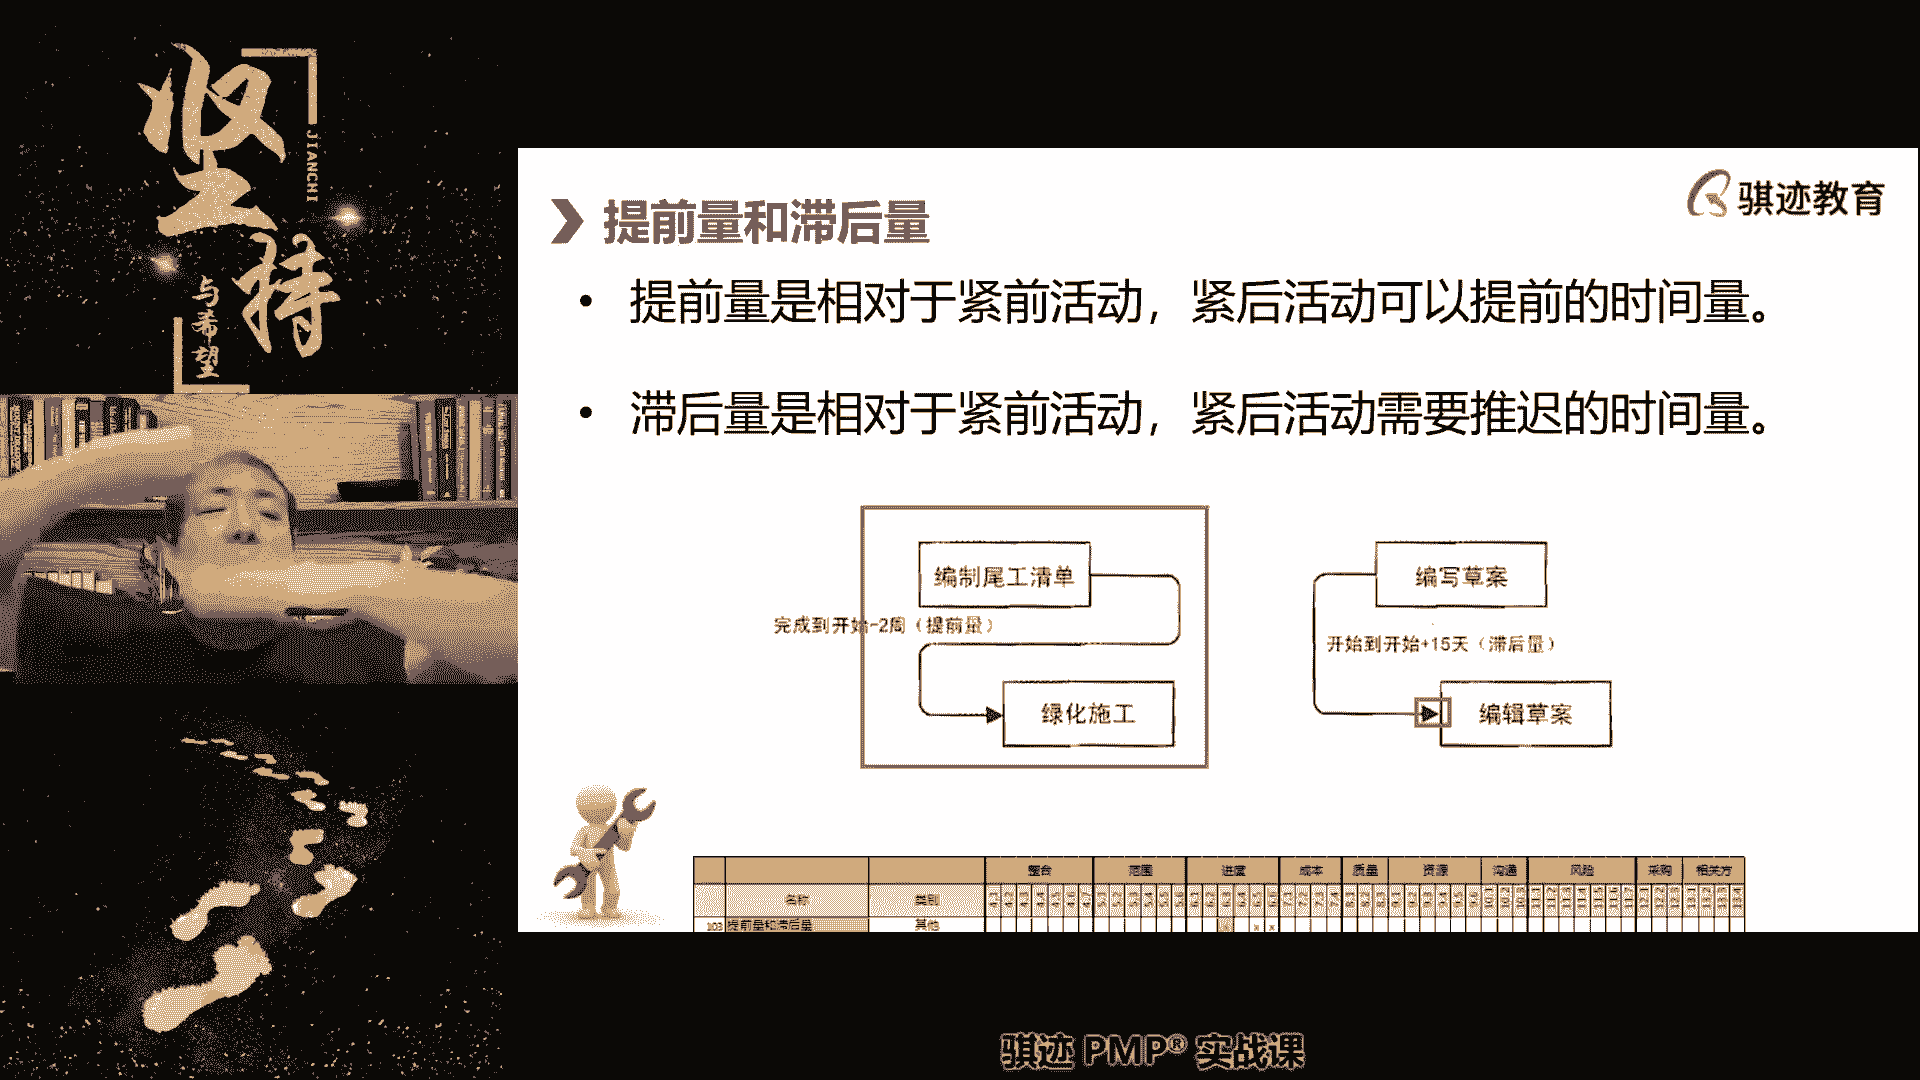 坚持
JIANCHI
与希望
骐迹教育
提前量和滞后量
• 提前量是相对于紧前活动，紧后活动可以提前的时间量。
• 滞后量是相对于紧前活动，紧后活动需要推迟的时间量。
编制尾工清单
完成到开始-2周（提前量）
绿化施工
编写草案
开始到开始+15天（滞后量）
编辑草案
整合 范围 进度 成本 质量 资源 沟通 风险 采购 相关方
名称 类别
103 提前量和滞后量 其他
骐迹 PMP® 实战课